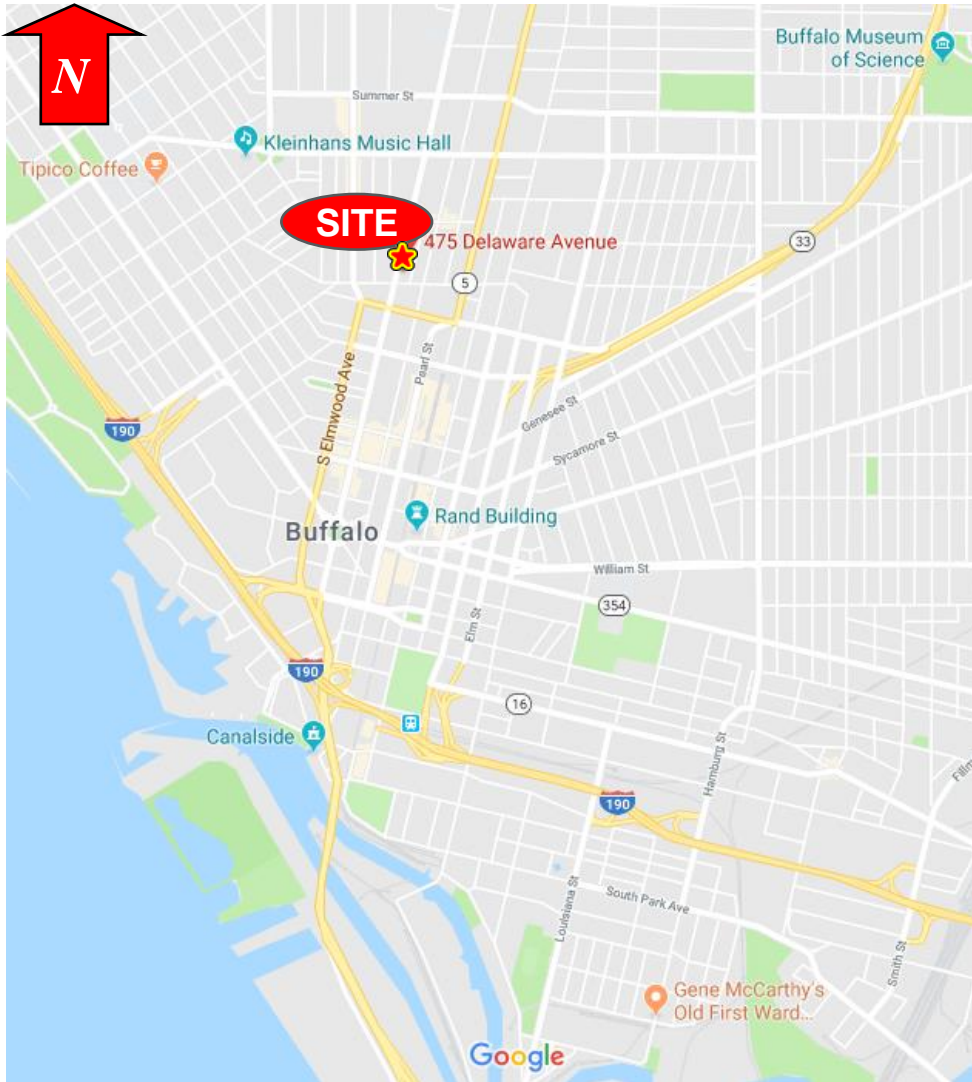 N
Buffalo Museum
of Science
Summer St
Kleinhans Music Hall
Tipico Coffee
SITE
475 Delaware Avenue
33
5
Pearl St
S Elmwood Ave
Genesee St
190
Sycamore St
Rand Building
Buffalo
William St
354
Elm St
190
16
Canalside
Hamburg St
Fillm
190
Louisiana St
South Park Ave
Smith St
Gene McCarthy's
Old First Ward...
Google